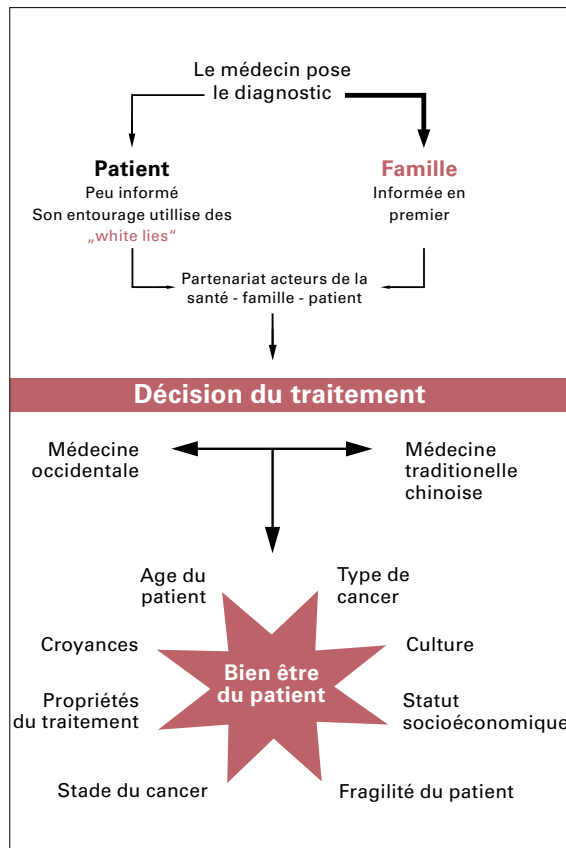 Le médecin pose
le diagnostic
Patient
Peu informé
Son entourage utillise des
„white lies“
Famille
Informée en
premier
Partenariat acteurs de la
santé - famille - patient
Décision du traitement
Médecine
occidentale
Médecine
traditionelle
chinoise
Age du
patient
Type de
cancer
Croyances
Culture
Bien être
du patient
Propriétés
du traitement
Statut
socioéconomique
Stade du cancer
Fragilité du patient